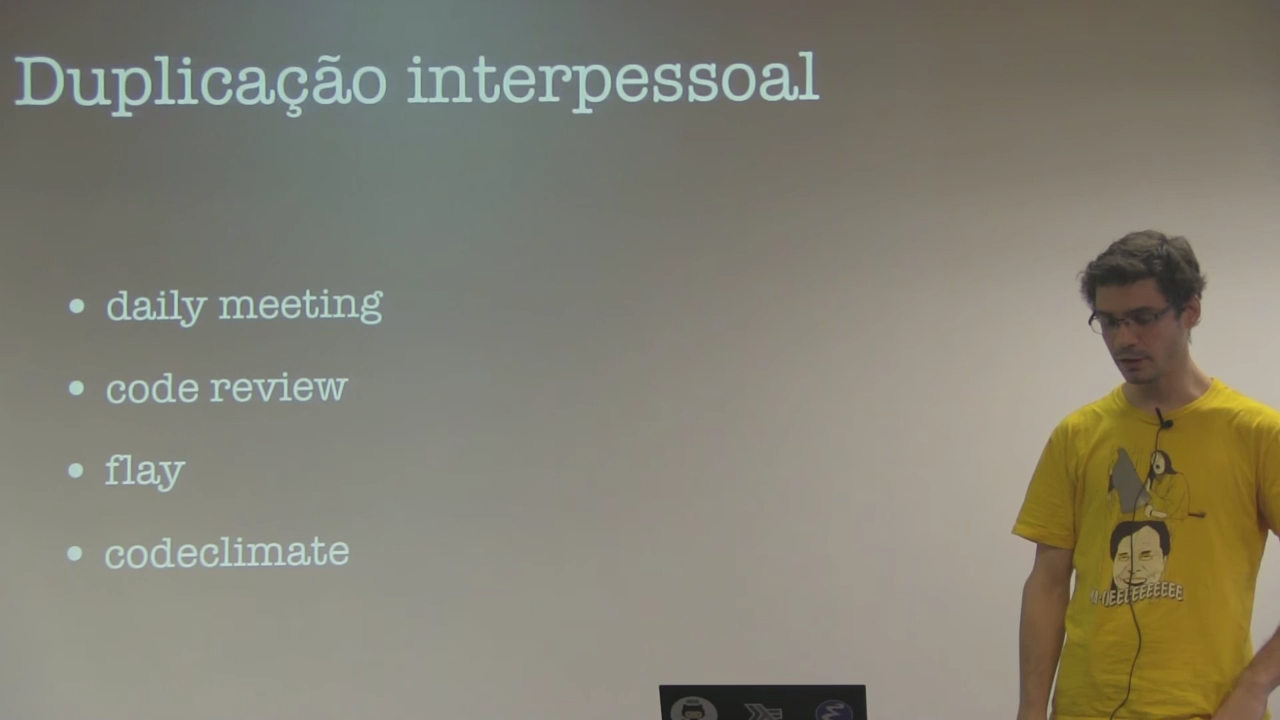 Duplicação interpessoal
• daily meeting
• code review
• flay
• codeclimate